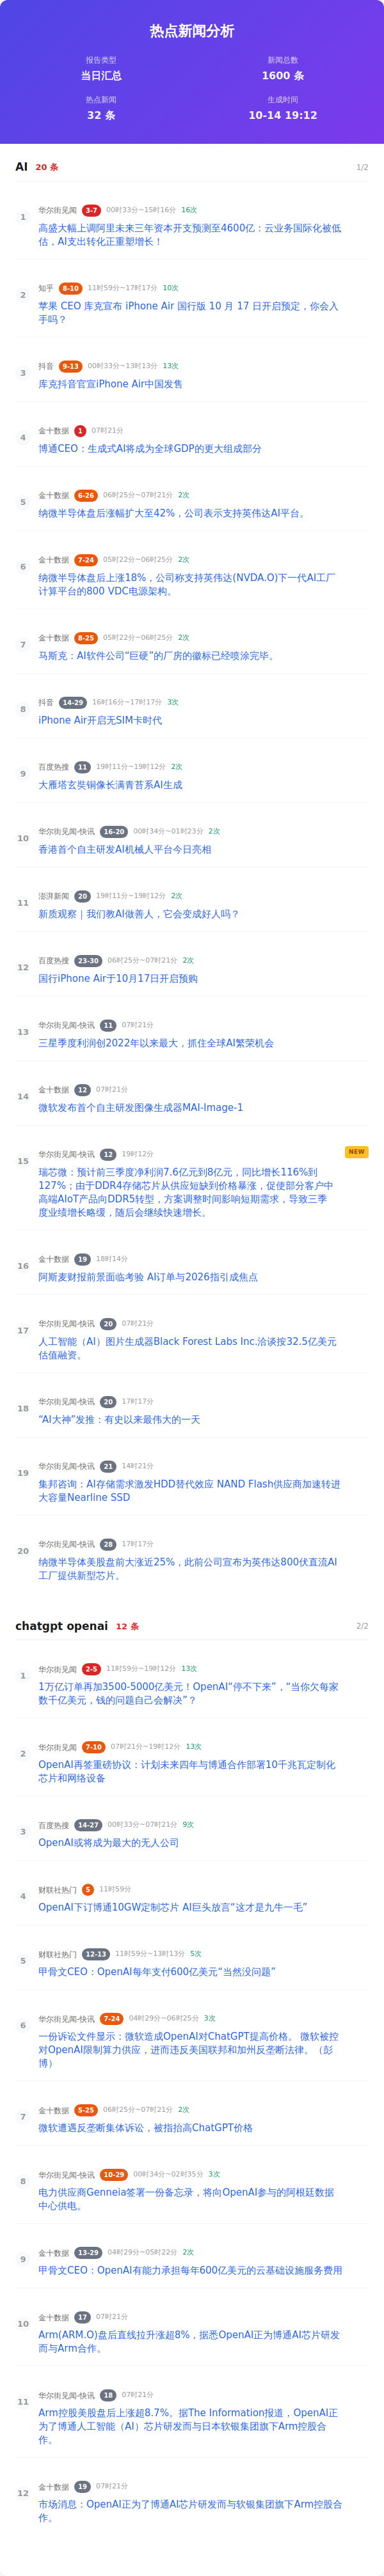 热点新闻分析
报告类型
当日汇总
新闻总数
1600 条
热点新闻
32 条
生成时间
10-14 19:12
AI 20 条 1/2
1
华尔街见闻 3-7 00时33分~15时16分 16次
高盛大幅上调阿里未来三年资本开支预测至4600亿：云业务国际化被低
估，AI支出转化正重塑增长！
2
知乎 8-10 11时59分~17时17分 10次
苹果 CEO 库克宣布 iPhone Air 国行版 10 月 17 日开启预定，你会入
手吗？
3
抖音 9-13 00时33分~13时13分 13次
库克抖音官宣iPhone Air中国发售
4
金十数据 1 07时21分
博通CEO：生成式AI将成为全球GDP的更大组成部分
5
金十数据 6-26 06时25分~07时21分 2次
纳微半导体盘后涨幅扩大至42%，公司表示支持英伟达AI平台。
6
金十数据 7-24 05时22分~06时25分 2次
纳微半导体盘后上涨18%，公司称支持英伟达(NVDA.O)下一代AI工厂
计算平台的800 VDC电源架构。
7
金十数据 8-25 05时22分~06时25分 2次
马斯克：AI软件公司“巨硬”的厂房的徽标已经喷涂完毕。
8
抖音 14-29 16时16分~17时17分 3次
iPhone Air开启无SIM卡时代
9
百度热搜 11 19时11分~19时12分 2次
大雁塔玄奘铜像长满青苔系AI生成
10
华尔街见闻-快讯 16-20 00时34分~01时23分 2次
香港首个自主研发AI机械人平台今日亮相
11
澎湃新闻 20 19时11分~19时12分 2次
新质观察｜我们教AI做善人，它会变成好人吗？
12
百度热搜 23-30 06时25分~07时21分 2次
国行iPhone Air于10月17日开启预购
13
华尔街见闻-快讯 11 07时21分
三星季度利润创2022年以来最大，抓住全球AI繁荣机会
14
金十数据 12 07时21分
微软发布首个自主研发图像生成器MAI-Image-1
15
华尔街见闻-快讯 12 19时12分 NEW
瑞芯微：预计前三季度净利润7.6亿元到8亿元，同比增长116%到
127%；由于DDR4存储芯片从供应短缺到价格暴涨，促使部分客户中
高端AIoT产品向DDR5转型，方案调整时间影响短期需求，导致三季
度业绩增长略缓，随后会继续快速增长。
16
金十数据 19 18时14分
阿斯麦财报前景面临考验 AI订单与2026指引成焦点
17
华尔街见闻-快讯 20 07时21分
人工智能（AI）图片生成器Black Forest Labs Inc.洽谈按32.5亿美元
估值融资。
18
华尔街见闻-快讯 20 17时17分
“AI大神”发推：有史以来最伟大的一天
19
华尔街见闻-快讯 21 14时21分
集邦咨询：AI存储需求激发HDD替代效应 NAND Flash供应商加速转进
大容量Nearline SSD
20
华尔街见闻-快讯 28 17时17分
纳微半导体美股盘前大涨近25%，此前公司宣布为英伟达800伏直流AI
工厂提供新型芯片。
chatgpt openai 12 条 2/2
1
华尔街见闻 2-5 11时59分~19时12分 13次
1万亿订单再加3500-5000亿美元！OpenAI“停不下来”，“当你欠每家
数千亿美元，钱的问题自己会解决”？
2
华尔街见闻 7-10 07时21分~19时12分 13次
OpenAI再签重磅协议：计划未来四年与博通合作部署10千兆瓦定制化
芯片和网络设备
3
百度热搜 14-27 00时33分~07时21分 9次
OpenAI或将成为最大的无人公司
4
财联社热门 5 11时59分
OpenAI下订博通10GW定制芯片 AI巨头放言“这才是九牛一毛”
5
财联社热门 12-13 11时59分~13时13分 5次
甲骨文CEO：OpenAI每年支付600亿美元“当然没问题”
6
华尔街见闻-快讯 7-24 04时29分~06时25分 3次
一份诉讼文件显示：微软造成OpenAI对ChatGPT提高价格。 微软被控
对OpenAI限制算力供应，进而违反美国联邦和加州反垄断法律。（彭
博）
7
金十数据 5-25 06时25分~07时21分 2次
微软遭遇反垄断集体诉讼，被指抬高ChatGPT价格
8
华尔街见闻-快讯 10-29 00时34分~02时35分 3次
电力供应商Genneia签署一份备忘录，将向OpenAI参与的阿根廷数据
中心供电。
9
金十数据 13-29 04时29分~05时22分 2次
甲骨文CEO：OpenAI有能力承担每年600亿美元的云基础设施服务费用
10
金十数据 17 07时21分
Arm(ARM.O)盘后直线拉升涨超8%，据悉OpenAI正为博通AI芯片研发
而与Arm合作。
11
华尔街见闻-快讯 18 07时21分
Arm控股美股盘后上涨超8.7%。据The Information报道，OpenAI正
为了博通人工智能（AI）芯片研发而与日本软银集团旗下Arm控股合
作。
12
金十数据 19 07时21分
市场消息：OpenAI正为了博通AI芯片研发而与软银集团旗下Arm控股合
作。